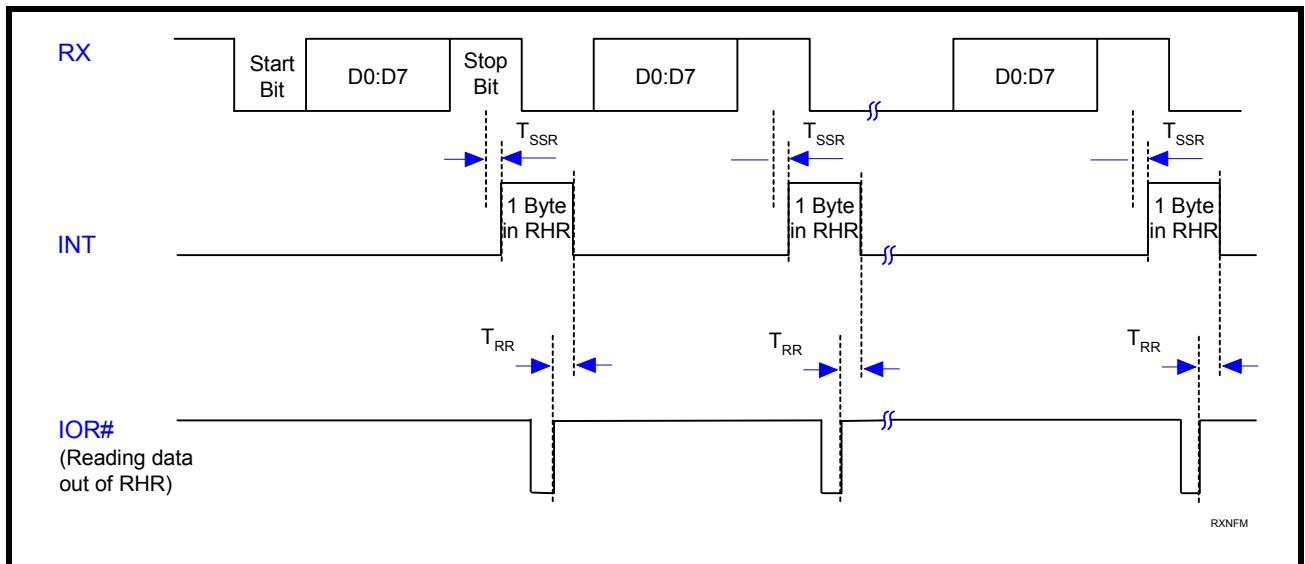 RX
Start
Bit
D0:D7
Stop
Bit
D0:D7
D0:D7
TSSR
TSSR
TSSR
INT
1 Byte
in RHR
1 Byte
in RHR
1 Byte
in RHR
TRR
TRR
TRR
IOR#
(Reading data
out of RHR)
RXNFM